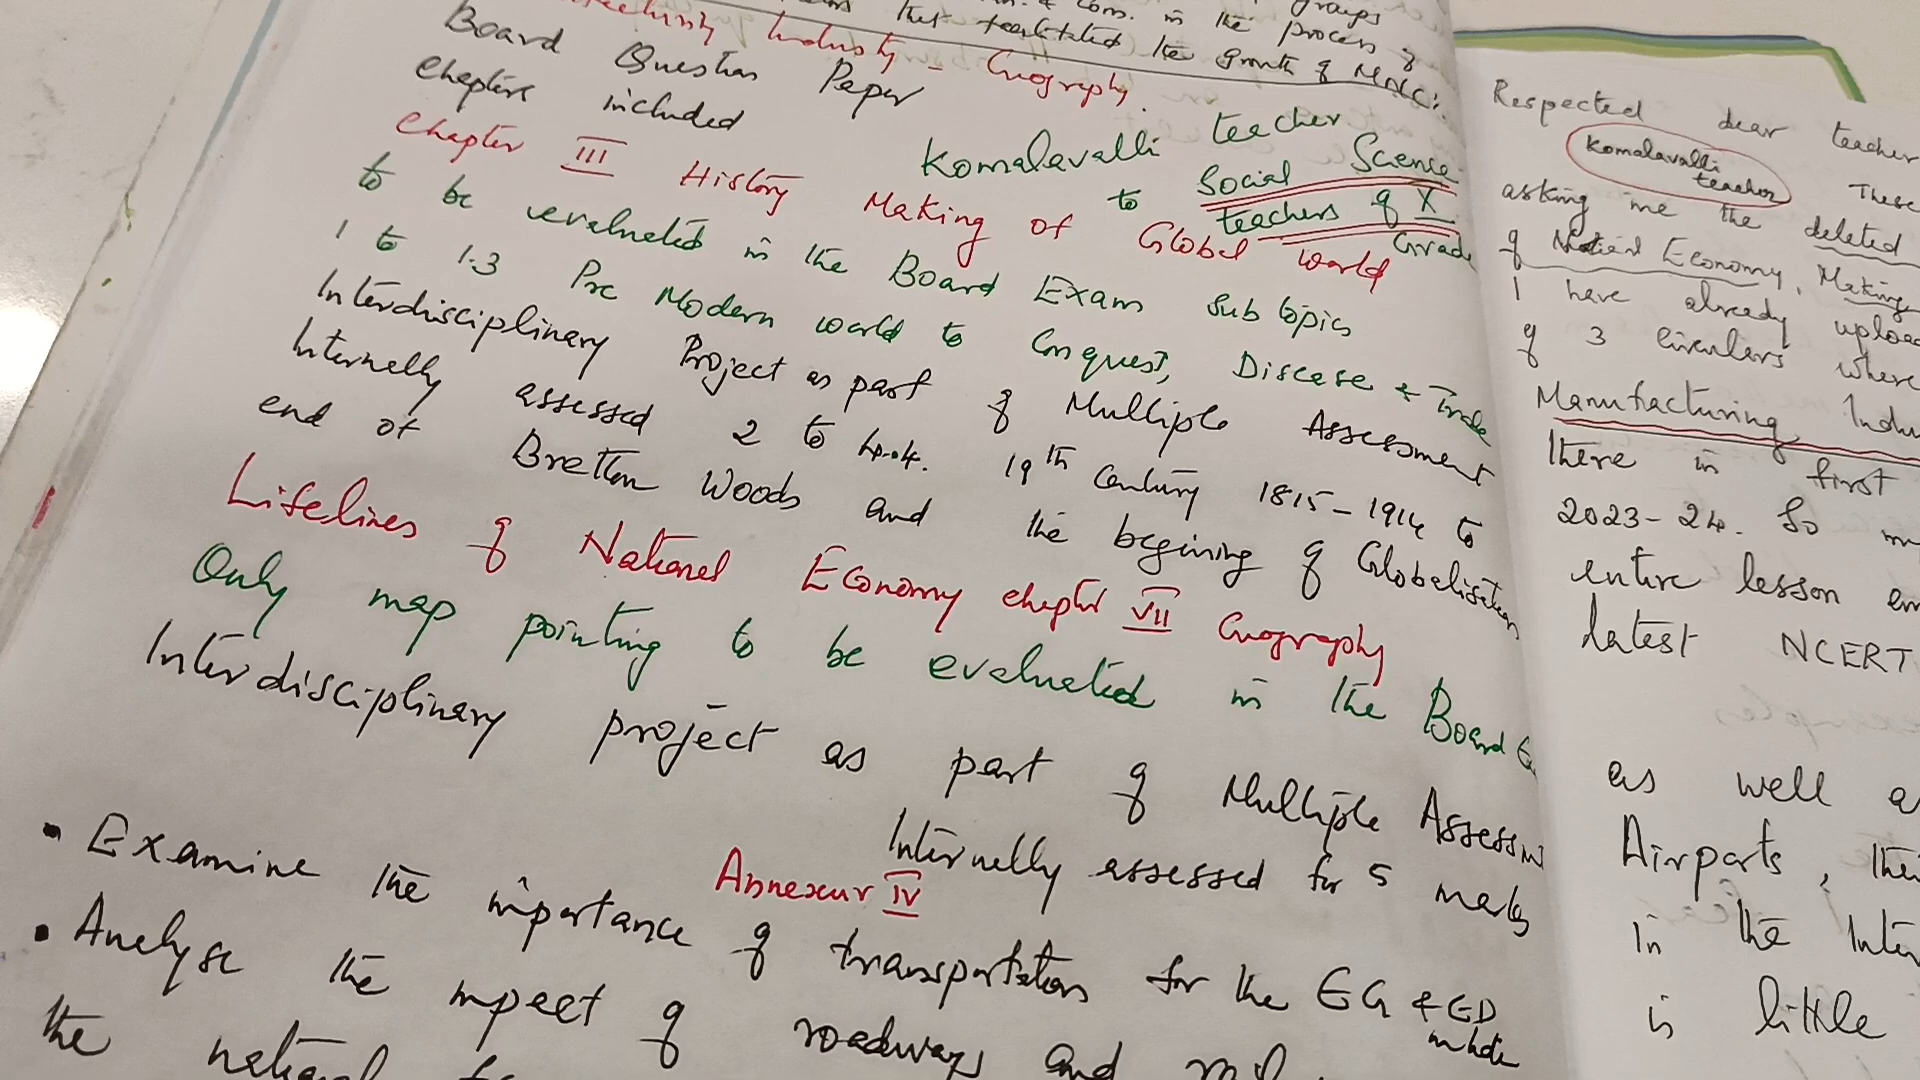 groups
& Com. in the process of
that facilitated the growth of MNC:
Industry - Geography.
Board Question Paper
Chapters included
Komalavalli teacher
to Social Science
teachers of X
Grade
Chapter III History Making of Global World
to be evaluated in the Board Exam Sub topics
1 to 1.3 Pre Modern world to Conquest, Disease & Trade
Interdisciplinary Project as part of Multiple Assessment
Internally assessed 2 to 4.4. 19th Century 1815-1914 to
end of Bretton Woods and the begining of Globalisation
Lifelines of National Economy chapter VII Geography
Only map pointing to be evaluated in the Board
Interdisciplinary project as part of Multiple Assessm
Internally assessed for 5 marks
Annexur IV
• Examine the importance of transportation for the EG & ED
• Analyse the impact of roadways and
the national
Respected dear teacher
Komalavalli
teacher
These
asking me the deleted
of National Economy, Making
I have already uploa
of 3 circulars where
Manufacturing Indu
there in first
2023-24. So
entire lesson
latest NCERT
as well a
Airports, thei
in the Inter
is little